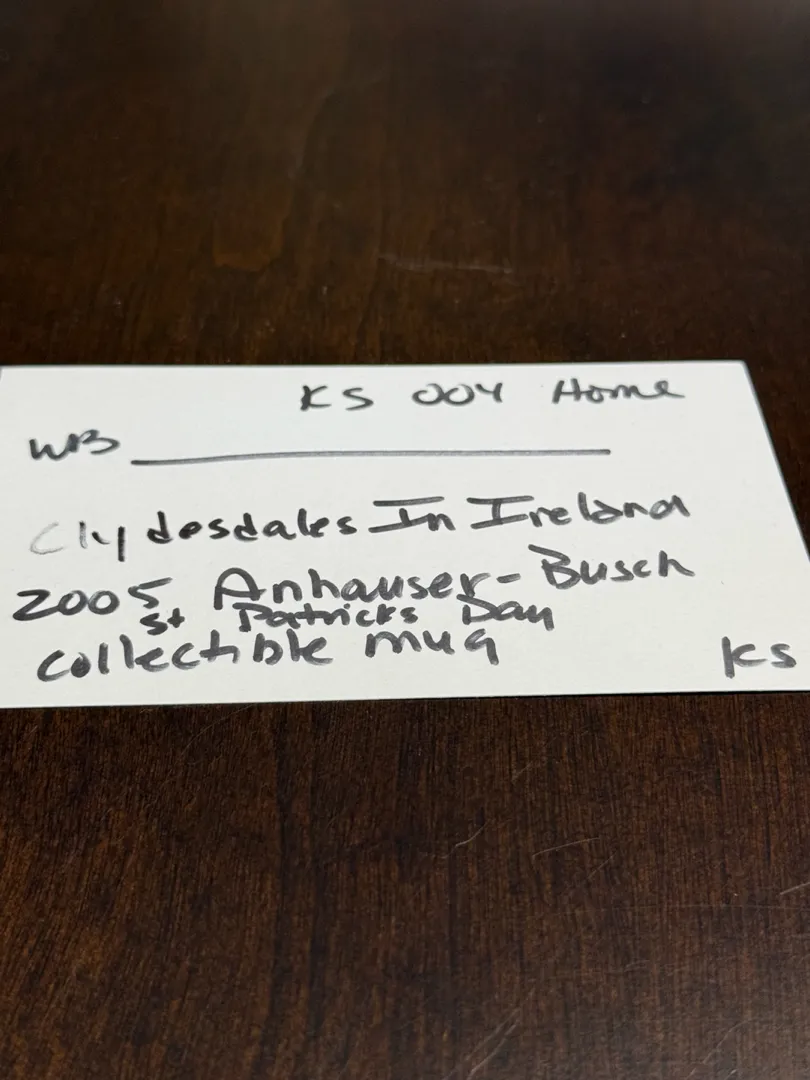 KS 004 Home
WB
Clydesdales In Ireland
2005 Anhauser-Busch
St Patricks Day
collectible mug
KS